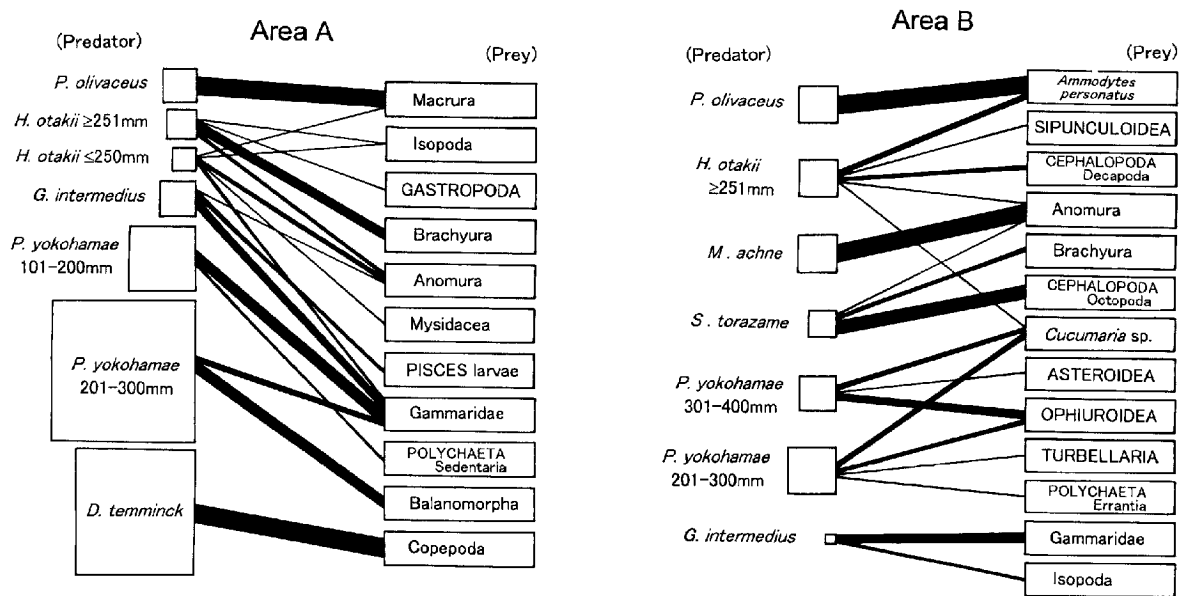 Area A
(Predator)
(Prey)
P. olivaceus
H. otakii ≥251mm
H. otakii ≤250mm
G. intermedius
P. yokohamae
101-200mm
P. yokohamae
201-300mm
D. temminck
Macrura
Isopoda
GASTROPODA
Brachyura
Anomura
Mysidacea
PISCES larvae
Gammaridae
POLYCHAETA
Sedentaria
Balanomorpha
Copepoda
Area B
(Predator)
(Prey)
P. olivaceus
H. otakii
≥251mm
M. achne
S. torazame
P. yokohamae
301-400mm
P. yokohamae
201-300mm
G. intermedius
Ammodytes
personatus
SIPUNCULOIDEA
CEPHALOPODA
Decapoda
Anomura
Brachyura
CEPHALOPODA
Octopoda
Cucumaria sp.
ASTEROIDEA
OPHIUROIDEA
TURBELLARIA
POLYCHAETA
Errantia
Gammaridae
Isopoda